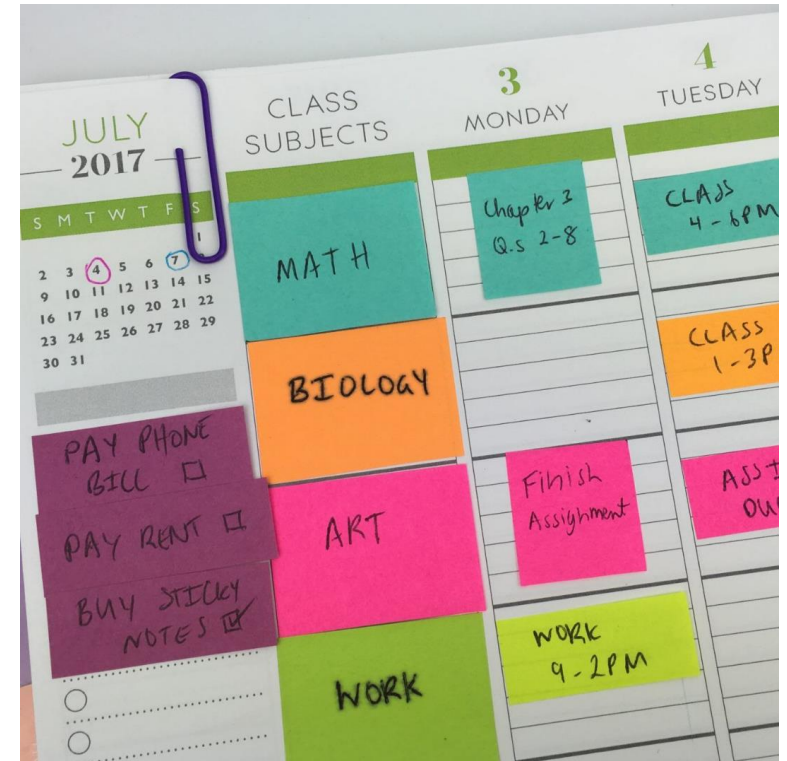 JULY
2017
S M T W T F S
1
2 3 4 5 6 7
9 10 11 12 13 14 15
16 17 18 19 20 21 22
23 24 25 26 27 28 29
30 31
PAY PHONE
BILL
PAY RENT
BUY STICKY
NOTES
CLASS
SUBJECTS
MATH
BIOLOGY
ART
WORK
3
MONDAY
Chapter 3
Q.s 2-8
Finish
Assighment
WORK
9-2PM
4
TUESDAY
CLASS
4-6PM
CLASS
1-3P
ASSI
DU